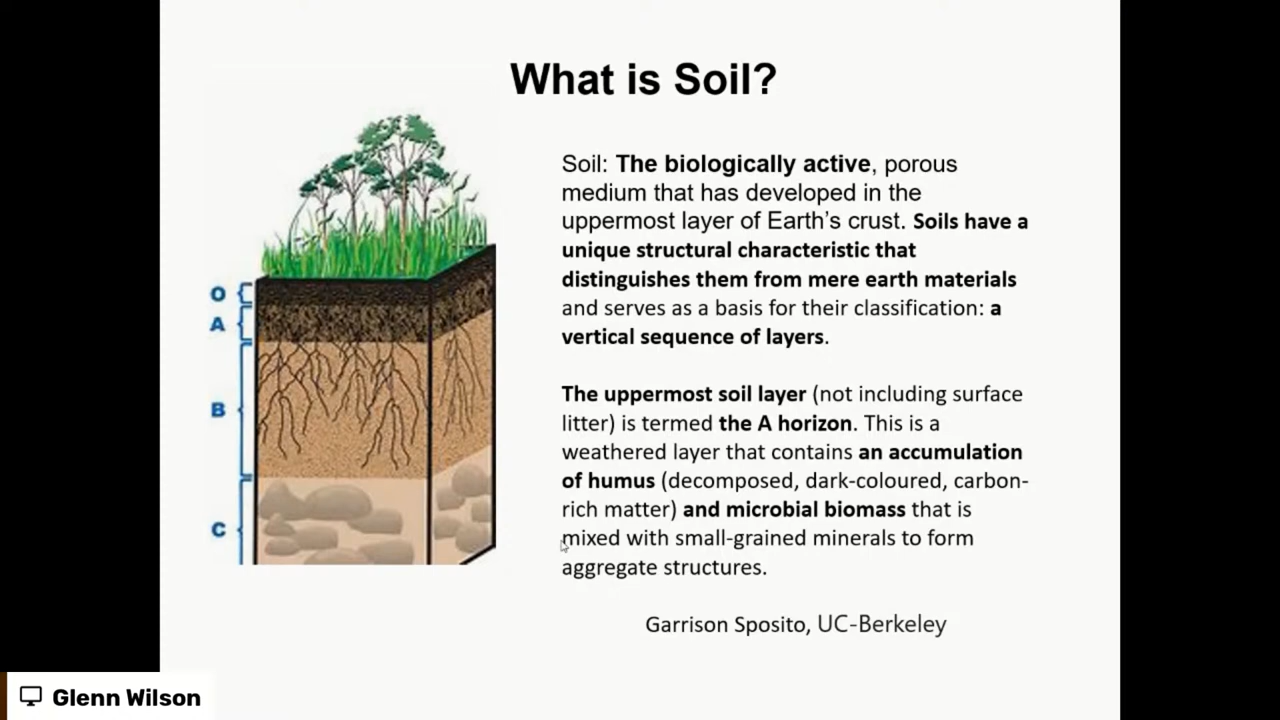 What is Soil?
Soil: The biologically active, porous
medium that has developed in the
uppermost layer of Earth's crust. Soils have a
unique structural characteristic that
distinguishes them from mere earth materials
and serves as a basis for their classification: a
vertical sequence of layers.
The uppermost soil layer (not including surface
litter) is termed the A horizon. This is a
weathered layer that contains an accumulation
of humus (decomposed, dark-coloured, carbon-
rich matter) and microbial biomass that is
mixed with small-grained minerals to form
aggregate structures.
Garrison Sposito, UC-Berkeley
O
A
B
C
Glenn Wilson